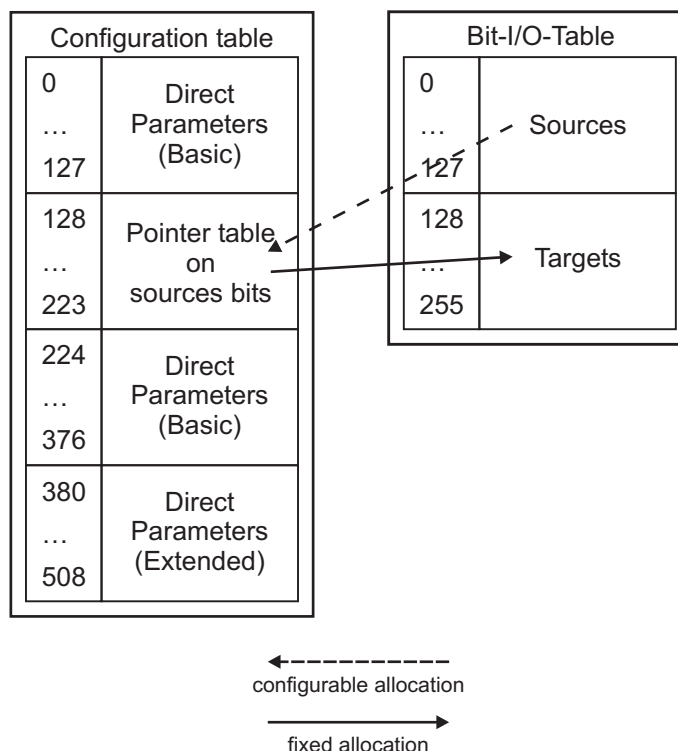 Configuration table
0
…
127
Direct
Parameters
(Basic)
128
…
223
Pointer table
on
sources bits
224
…
376
Direct
Parameters
(Basic)
380
…
508
Direct
Parameters
(Extended)
Bit-I/O-Table
0
…
127
Sources
128
…
255
Targets
configurable allocation
fixed allocation